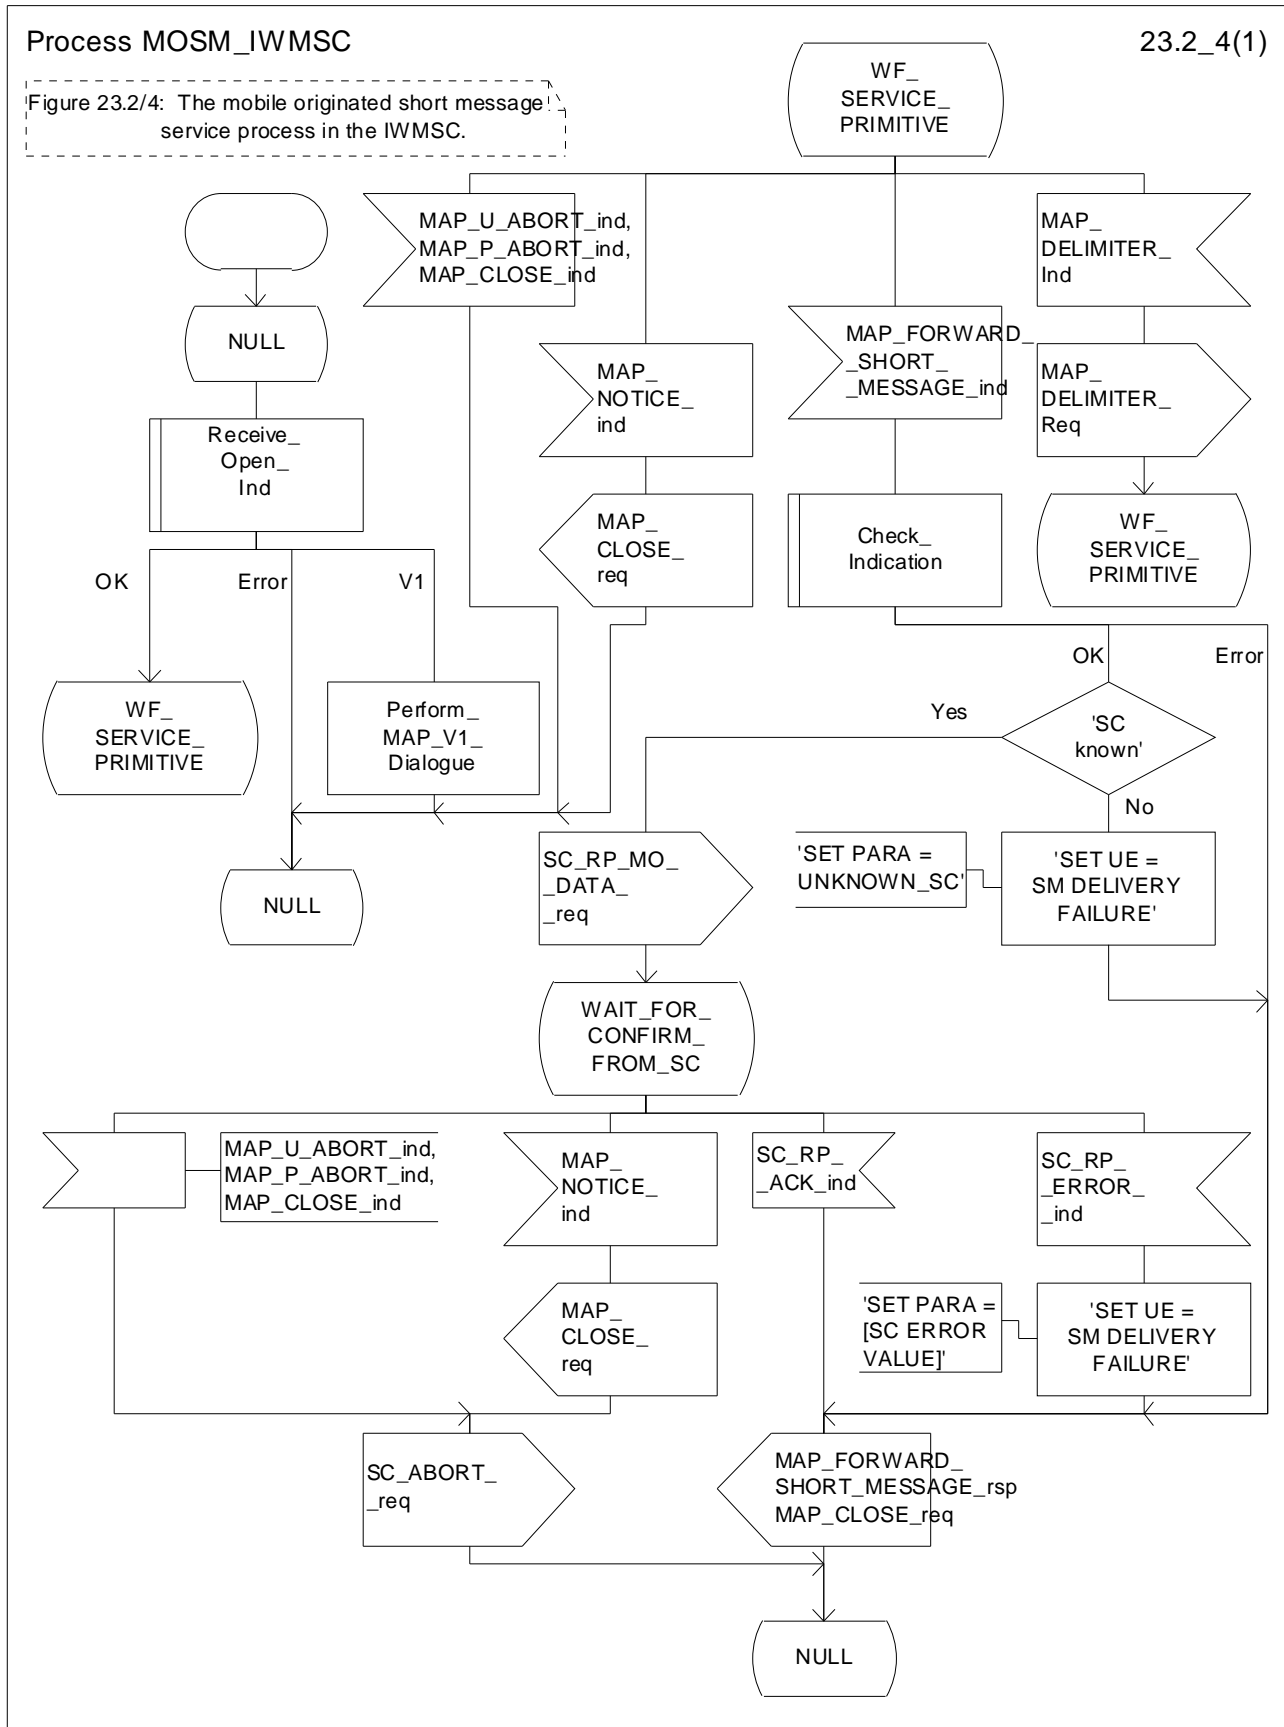 Process MOSM_IWMSC
23.2_4(1)
Figure 23.2/4: The mobile originated short message
service process in the IWMSC.
WF_
SERVICE_
PRIMITIVE
MAP_U_ABORT_ind,
MAP_P_ABORT_ind,
MAP_CLOSE_ind
MAP_
DELIMITER_
Ind
NULL
MAP_
NOTICE_
ind
MAP_FORWARD_
_SHORT_
_MESSAGE_ind
MAP_
DELIMITER_
Req
Receive_
Open_
Ind
MAP_
CLOSE_
req
Check_
Indication
WF_
SERVICE_
PRIMITIVE
OK
Error
V1
OK
Error
WF_
SERVICE_
PRIMITIVE
Perform_
MAP_V1_
Dialogue
Yes
'SC
known'
No
NULL
SC_RP_MO_
_DATA_
_req
'SET PARA =
UNKNOWN_SC'
'SET UE =
SM DELIVERY
FAILURE'
WAIT_FOR_
CONFIRM_
FROM_SC
MAP_U_ABORT_ind,
MAP_P_ABORT_ind,
MAP_CLOSE_ind
MAP_
NOTICE_
ind
SC_RP_
_ACK_ind
SC_RP_
_ERROR_
_ind
MAP_
CLOSE_
req
'SET PARA =
[SC ERROR
VALUE]'
'SET UE =
SM DELIVERY
FAILURE'
SC_ABORT_
_req
MAP_FORWARD_
SHORT_MESSAGE_rsp
MAP_CLOSE_req
NULL